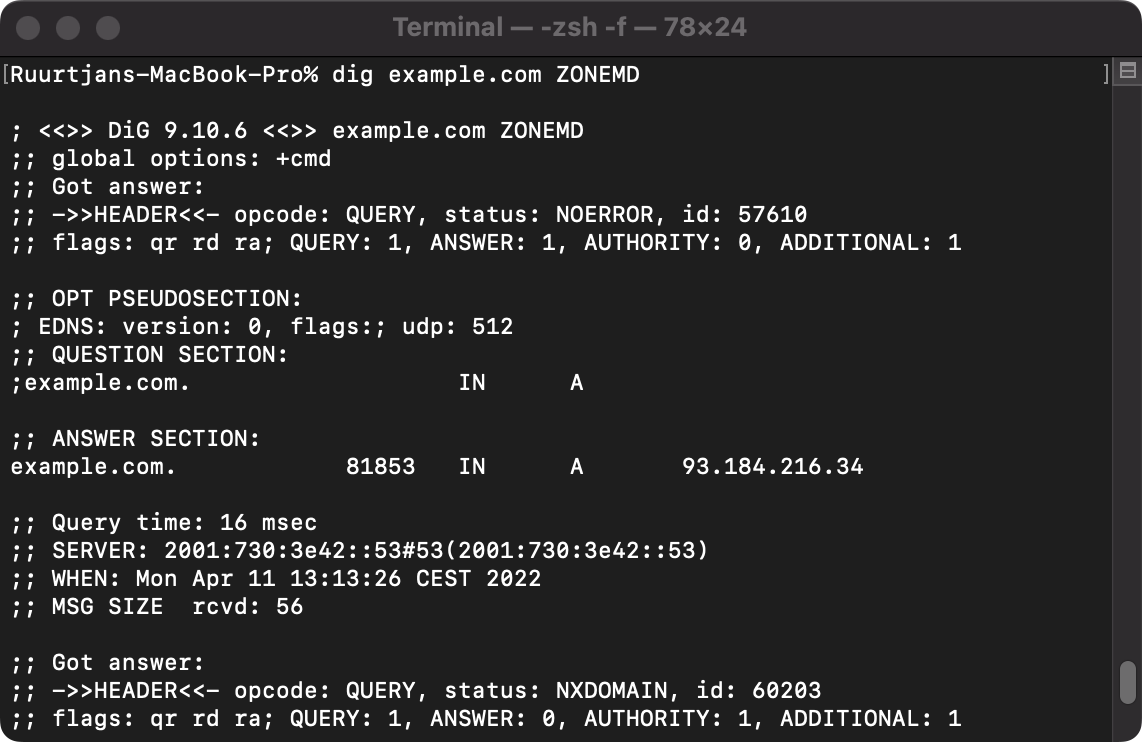 Terminal — -zsh -f — 78×24
[Ruurtjans-MacBook-Pro% dig example.com ZONEMD ]
; <<>> DiG 9.10.6 <<>> example.com ZONEMD
;; global options: +cmd
;; Got answer:
;; ->>HEADER<<- opcode: QUERY, status: NOERROR, id: 57610
;; flags: qr rd ra; QUERY: 1, ANSWER: 1, AUTHORITY: 0, ADDITIONAL: 1
;; OPT PSEUDOSECTION:
; EDNS: version: 0, flags:; udp: 512
;; QUESTION SECTION:
;example.com. IN A
;; ANSWER SECTION:
example.com. 81853 IN A 93.184.216.34
;; Query time: 16 msec
;; SERVER: 2001:730:3e42::53#53(2001:730:3e42::53)
;; WHEN: Mon Apr 11 13:13:26 CEST 2022
;; MSG SIZE  rcvd: 56
;; Got answer:
;; ->>HEADER<<- opcode: QUERY, status: NXDOMAIN, id: 60203
;; flags: qr rd ra; QUERY: 1, ANSWER: 0, AUTHORITY: 1, ADDITIONAL: 1